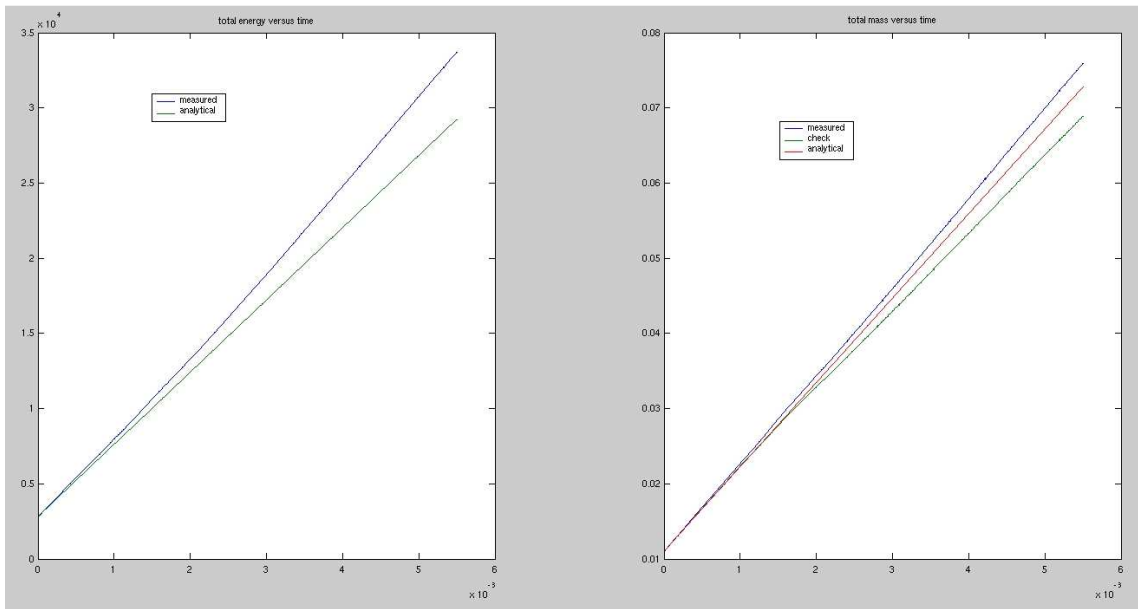 total energy versus time
x 10^4
3.5
3
2.5
2
1.5
1
0.5
0
measured
analytical
0 1 2 3 4 5 6
x 10^-3
total mass versus time
0.08
0.07
0.06
0.05
0.04
0.03
0.02
0.01
measured
check
analytical
0 1 2 3 4 5 6
x 10^-3